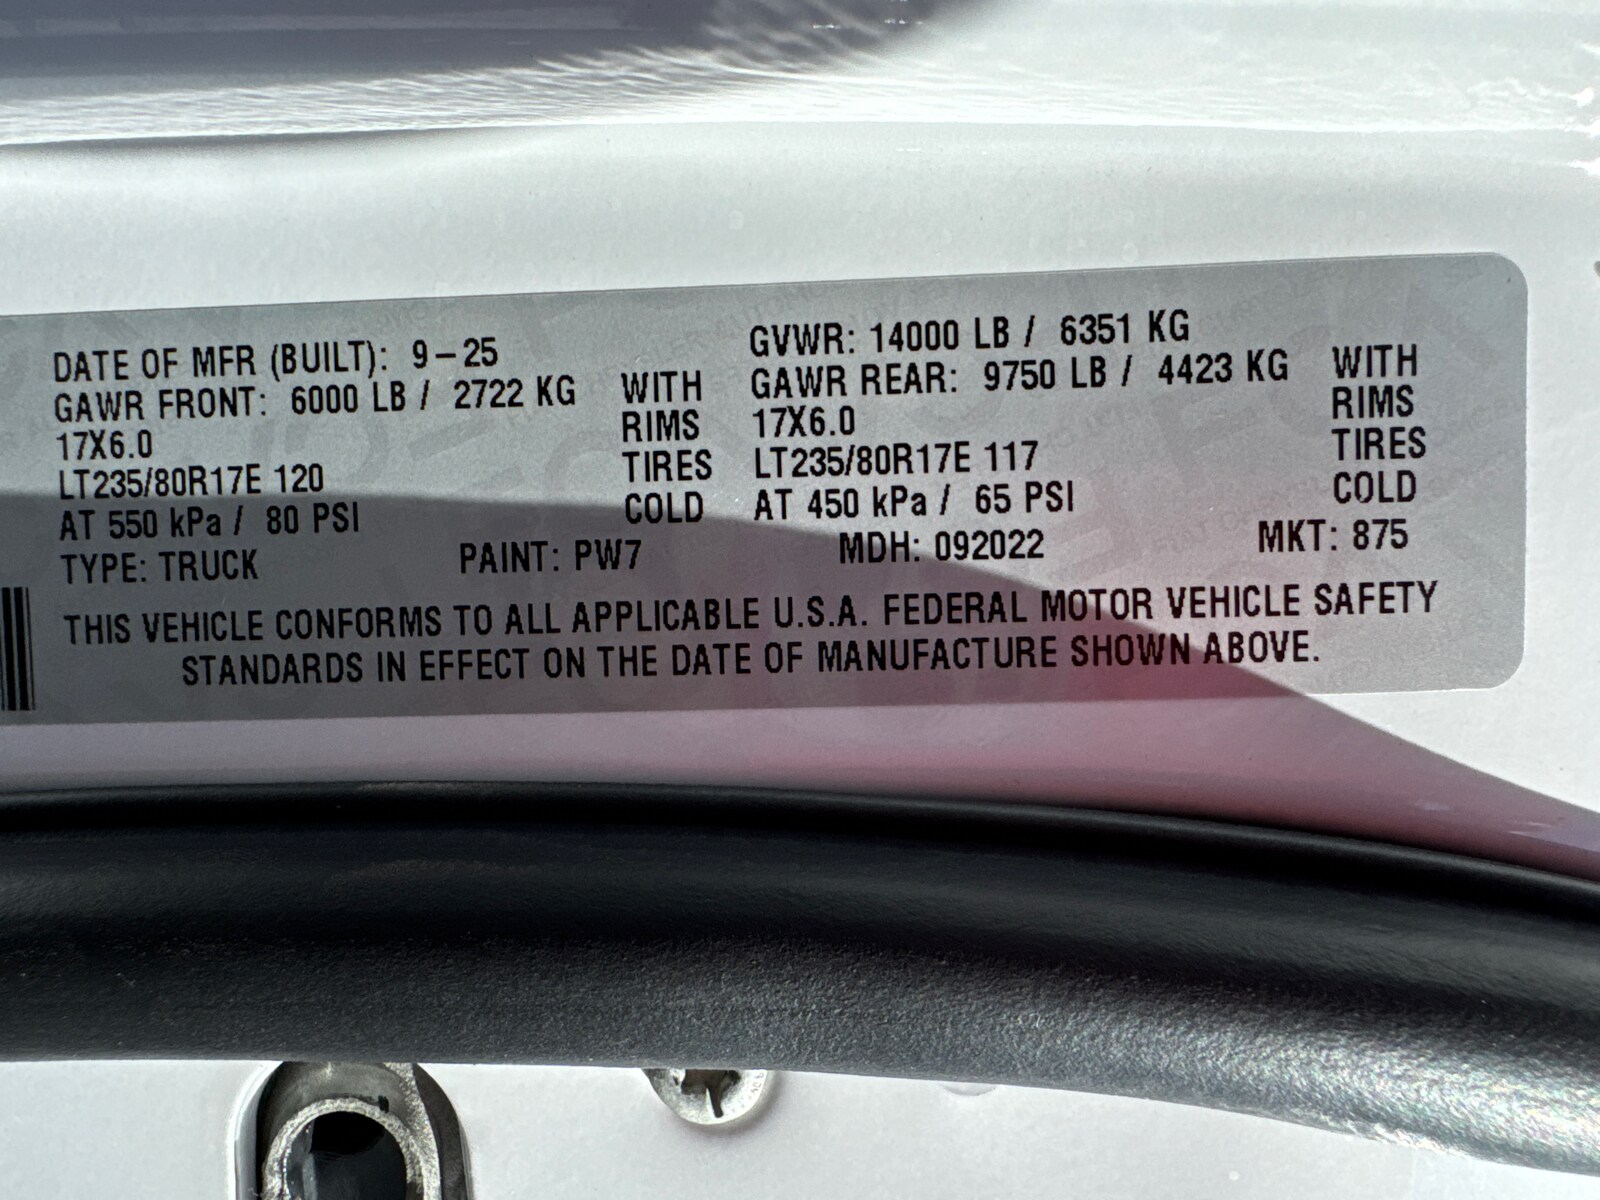 DATE OF MFR (BUILT): 9-25 GVWR: 14000 LB / 6351 KG
GAWR FRONT: 6000 LB / 2722 KG WITH GAWR REAR: 9750 LB / 4423 KG WITH
17X6.0 RIMS 17X6.0 RIMS
LT235/80R17E 120 TIRES LT235/80R17E 117 TIRES
AT 550 kPa / 80 PSI COLD AT 450 kPa / 65 PSI COLD
TYPE: TRUCK PAINT: PW7 MDH: 092022 MKT: 875
THIS VEHICLE CONFORMS TO ALL APPLICABLE U.S.A. FEDERAL MOTOR VEHICLE SAFETY
STANDARDS IN EFFECT ON THE DATE OF MANUFACTURE SHOWN ABOVE.